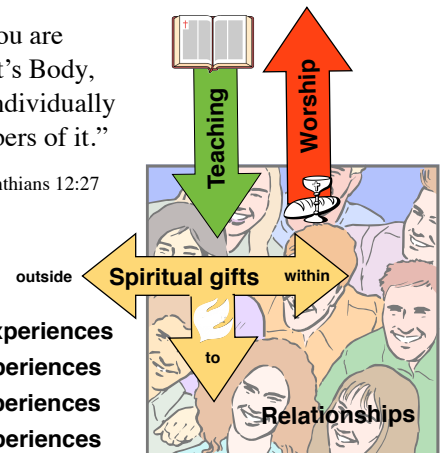 ou are
t's Body,
ndividually
bers of it."
nthians 12:27
Teaching
Worship
outside
Spiritual gifts
within
to
xperiences
periences
periences
periences
Relationships